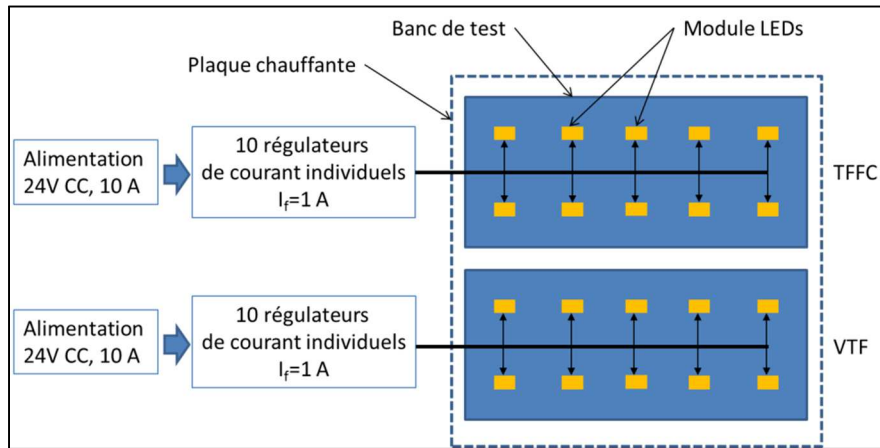 Banc de test
Module LEDs
Plaque chauffante
Alimentation
24V CC, 10 A
10 régulateurs
de courant individuels
If=1 A
TFFC
Alimentation
24V CC, 10 A
10 régulateurs
de courant individuels
If=1 A
VTF